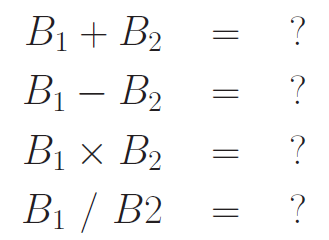 B₁ + B₂ = ?
B₁ − B₂ = ?
B₁ × B₂ = ?
B₁ / B2 = ?